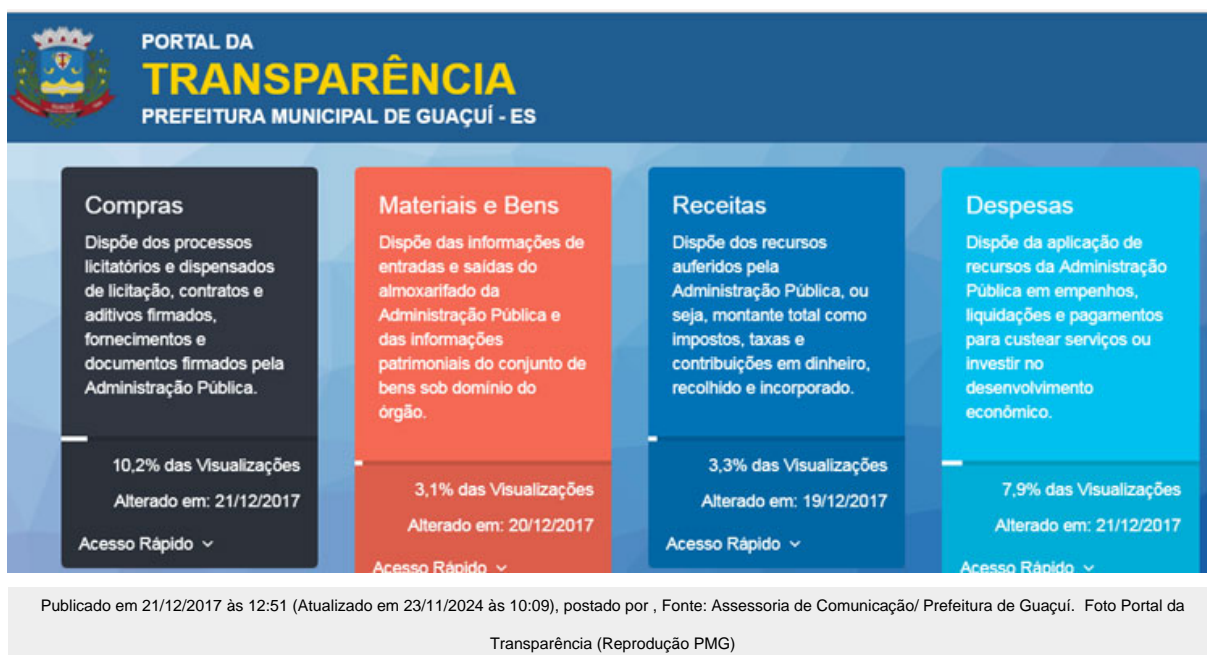 PORTAL DA
TRANSPARÊNCIA
PREFEITURA MUNICIPAL DE GUAÇUÍ - ES
Compras
Dispõe dos processos
licitatórios e dispensados
de licitação, contratos e
aditivos firmados,
fornecimentos e
documentos firmados pela
Administração Pública.
10,2% das Visualizações
Alterado em: 21/12/2017
Acesso Rápido
Materiais e Bens
Dispõe das informações de
entradas e saídas do
almoxarifado da
Administração Pública e
das informações
patrimoniais do conjunto de
bens sob domínio do
órgão.
3,1% das Visualizações
Alterado em: 20/12/2017
Acesso Rápido
Receitas
Dispõe dos recursos
auferidos pela
Administração Pública, ou
seja, montante total como
impostos, taxas e
contribuições em dinheiro,
recolhido e incorporado.
3,3% das Visualizações
Alterado em: 19/12/2017
Acesso Rápido
Despesas
Dispõe da aplicação de
recursos da Administração
Pública em empenhos,
liquidações e pagamentos
para custear serviços ou
investir no
desenvolvimento
econômico.
7,9% das Visualizações
Alterado em: 21/12/2017
Acesso Rápido
Publicado em 21/12/2017 às 12:51 (Atualizado em 23/11/2024 às 10:09), postado por , Fonte: Assessoria de Comunicação/ Prefeitura de Guaçuí. Foto Portal da
Transparência (Reprodução PMG)